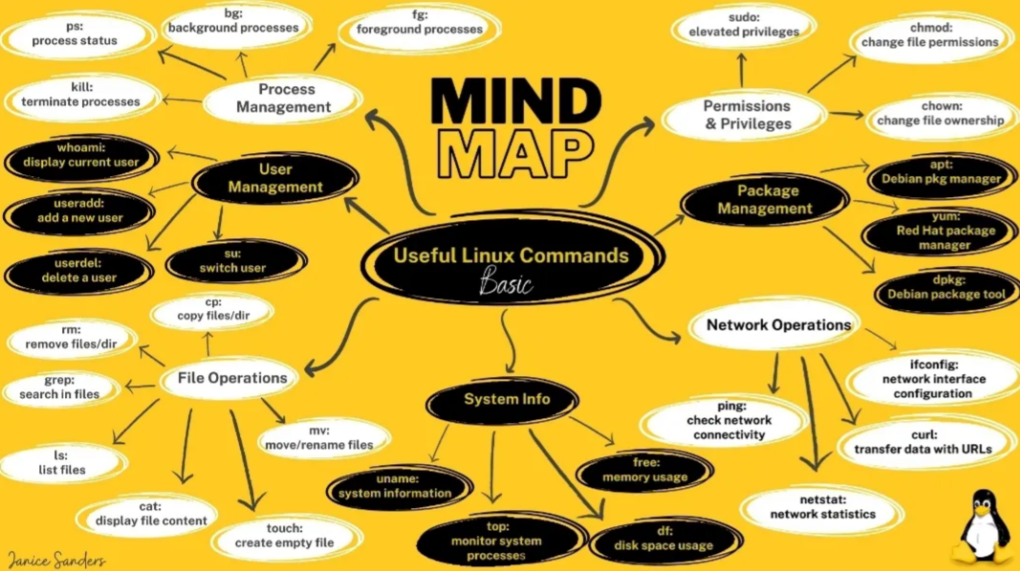 MIND
MAP
Useful Linux Commands
Basic
Process
Management
ps:
process status
bg:
background processes
fg:
foreground processes
kill:
terminate processes
User
Management
whoami:
display current user
useradd:
add a new user
userdel:
delete a user
su:
switch user
File Operations
cp:
copy files/dir
rm:
remove files/dir
grep:
search in files
ls:
list files
cat:
display file content
touch:
create empty file
mv:
move/rename files
System Info
uname:
system information
top:
monitor system
processes
df:
disk space usage
free:
memory usage
Network Operations
ifconfig:
network interface
configuration
curl:
transfer data with URLs
netstat:
network statistics
ping:
check network
connectivity
Package
Management
apt:
Debian pkg manager
yum:
Red Hat package
manager
dpkg:
Debian package tool
Permissions
& Privileges
sudo:
elevated privileges
chmod:
change file permissions
chown:
change file ownership
Janice Sanders